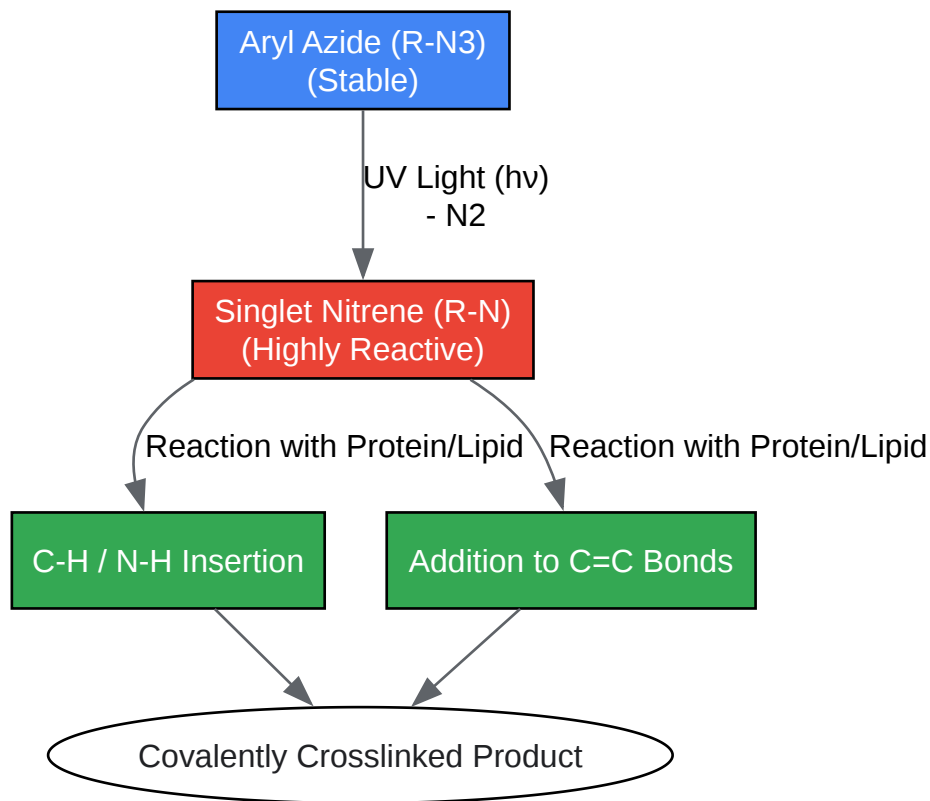 Aryl Azide (R-N3)
(Stable)
UV Light (hν)
- N2
Singlet Nitrene (R-N)
(Highly Reactive)
Reaction with Protein/Lipid
Reaction with Protein/Lipid
C-H / N-H Insertion
Addition to C=C Bonds
Covalently Crosslinked Product